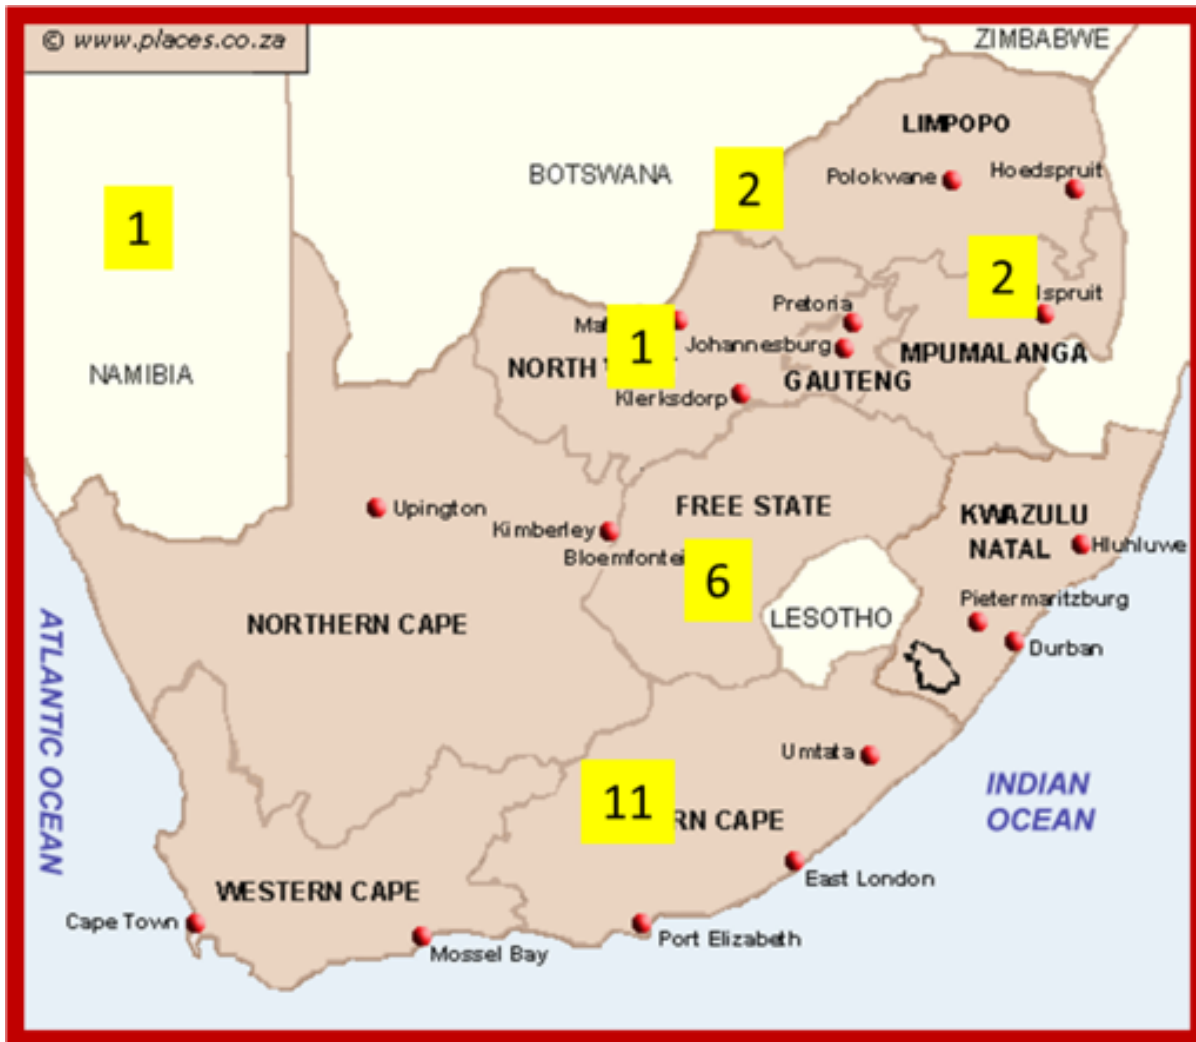 © www.places.co.za
ZIMBABWE
LIMPOPO
BOTSWANA
2
Polokwane
Hoedspruit
1
2
lspruit
Pretoria
1
Johannesburg
NORTH
MPUMALANGA
NAMIBIA
GAUTENG
Klerksdorp
Upington
FREE STATE
KWAZULU
NATAL
Kimberley
Hluhluwe
Bloemfontei
6
Pietermaritzburg
LESOTHO
NORTHERN CAPE
Durban
ATLANTIC OCEAN
Umtata
INDIAN
OCEAN
11
RN CAPE
East London
WESTERN CAPE
Cape Town
Port Elizabeth
Mossel Bay